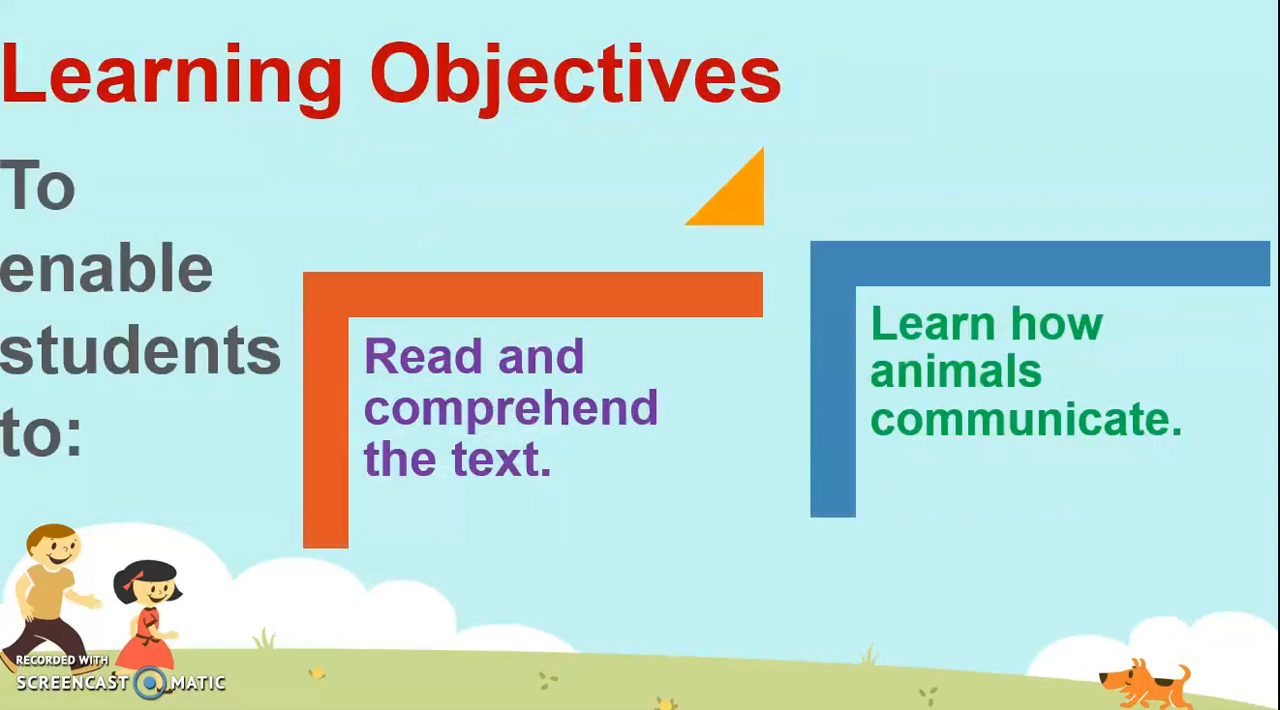 Learning Objectives
To
enable
students
to:
Read and
comprehend
the text.
Learn how
animals
communicate.
RECORDED WITH
SCREENCAST MATIC